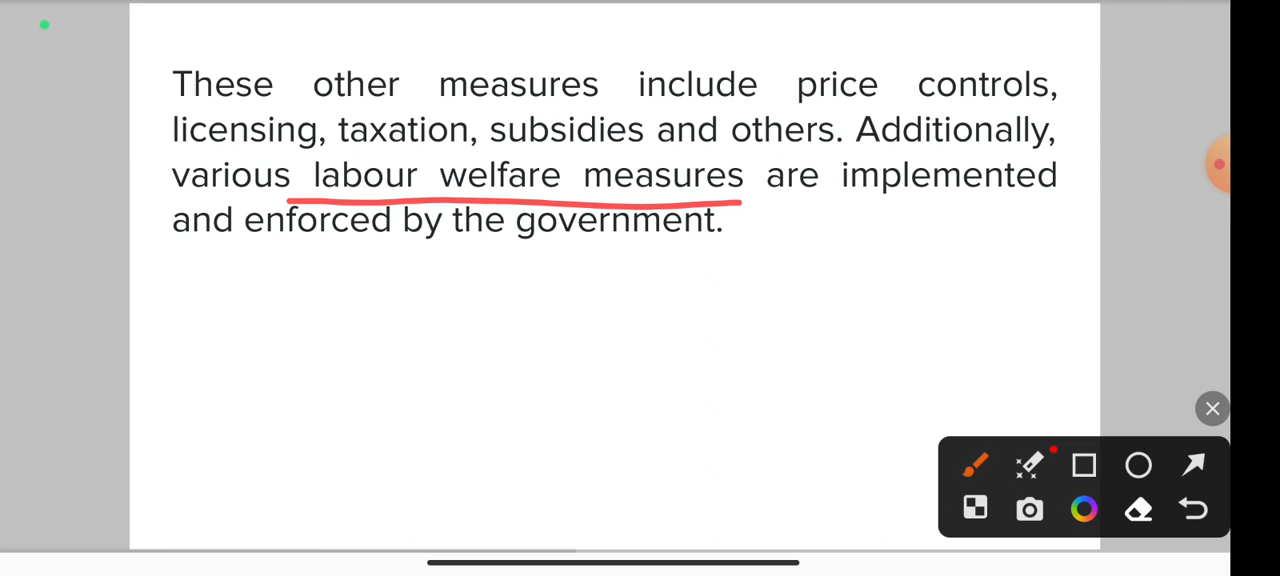 These other measures include price controls,
licensing, taxation, subsidies and others. Additionally,
various labour welfare measures are implemented
and enforced by the government.